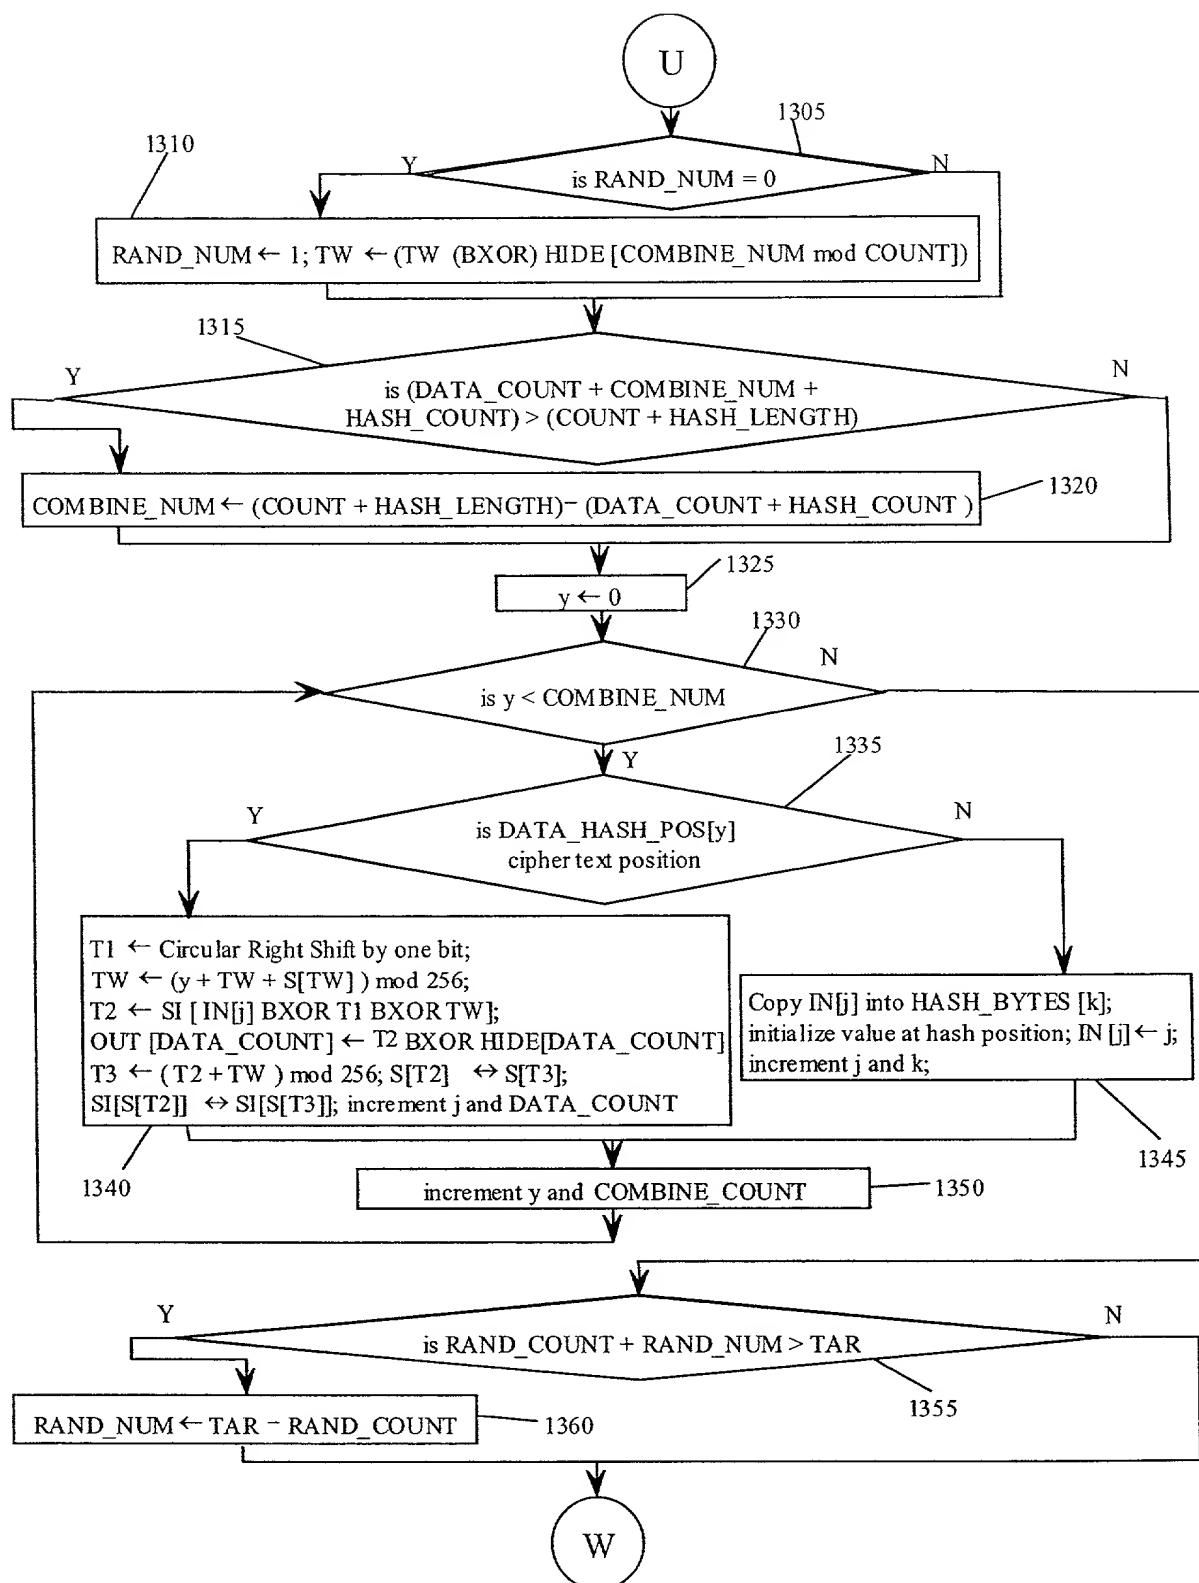 U
1305
1310
Y
N
is RAND_NUM = 0
RAND_NUM ← 1; TW ← (TW (BXOR) HIDE [COMBINE_NUM mod COUNT])
1315
Y
N
is (DATA_COUNT + COMBINE_NUM +
HASH_COUNT) > (COUNT + HASH_LENGTH)
COMBINE_NUM ← (COUNT + HASH_LENGTH) – (DATA_COUNT + HASH_COUNT )
1320
1325
y ← 0
1330
N
is y < COMBINE_NUM
Y
1335
Y
N
is DATA_HASH_POS[y]
cipher text position
T1 ← Circular Right Shift by one bit;
TW ← (y + TW + S[TW] ) mod 256;
T2 ← SI [ IN[j] BXOR T1 BXOR TW];
OUT [DATA_COUNT] ← T2 BXOR HIDE[DATA_COUNT]
T3 ← (T2 + TW ) mod 256; S[T2] ↔ S[T3];
SI[S[T2]] ↔ SI[S[T3]]; increment j and DATA_COUNT
Copy IN[j] into HASH_BYTES [k];
initialize value at hash position; IN [j] ← j;
increment j and k;
1340
1345
increment y and COMBINE_COUNT
1350
Y
N
is RAND_COUNT + RAND_NUM > TAR
1355
RAND_NUM ← TAR – RAND_COUNT
1360
W